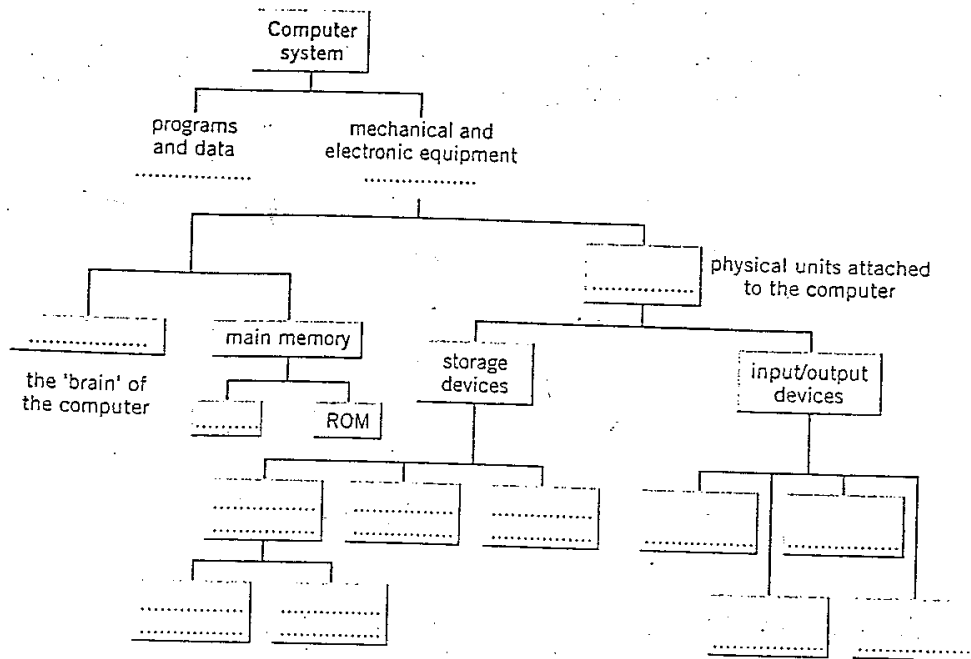 Computer
system
programs
and data
mechanical and
electronic equipment
physical units attached
to the computer
main memory
storage
devices
input/output
devices
the 'brain' of
the computer
ROM